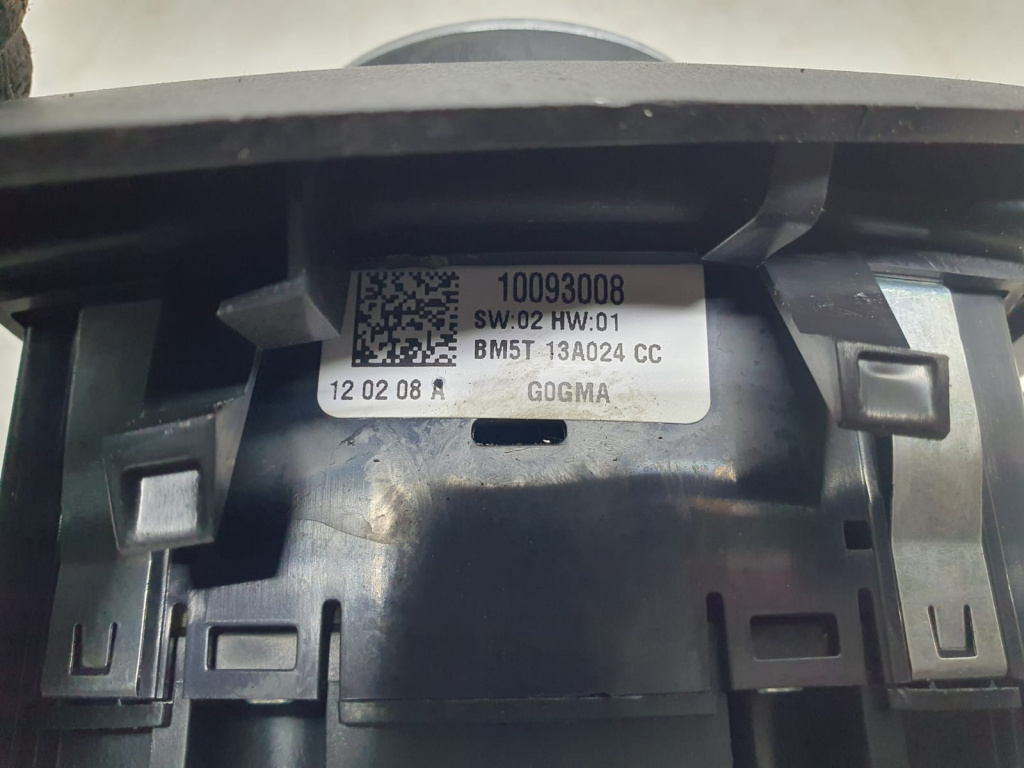 10093008
SW:02 HW:01
BM5T 13A024 CC
12 02 08 A G0GMA